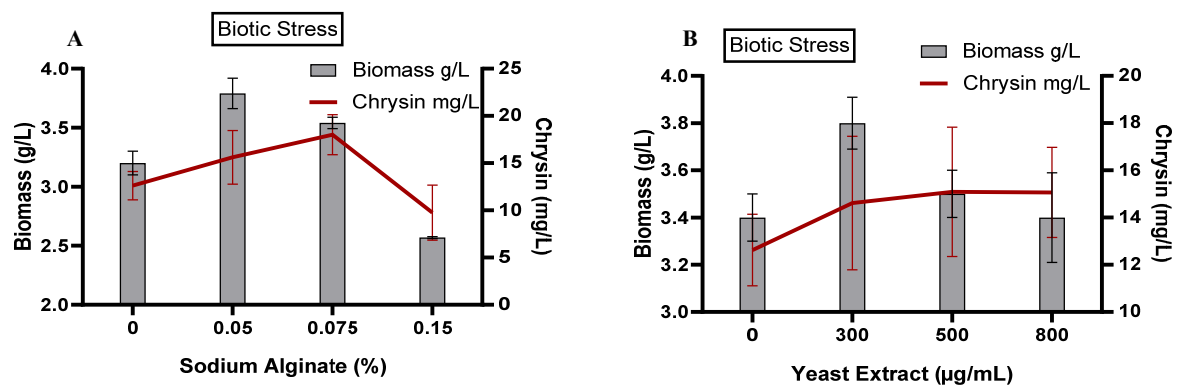 A
Biotic Stress
Biomass g/L
Chrysin mg/L
Biomass (g/L)
4.0
3.5
3.0
2.5
2.0
25
20
15
10
5
0
Chrysin (mg/L)
0 0.05 0.075 0.15
Sodium Alginate (%)
B
Biotic Stress
Biomass g/L
Chrysin mg/L
Biomass (g/L)
4.0
3.8
3.6
3.4
3.2
3.0
20
18
16
14
12
10
Chrysin (mg/L)
0 300 500 800
Yeast Extract (µg/mL)